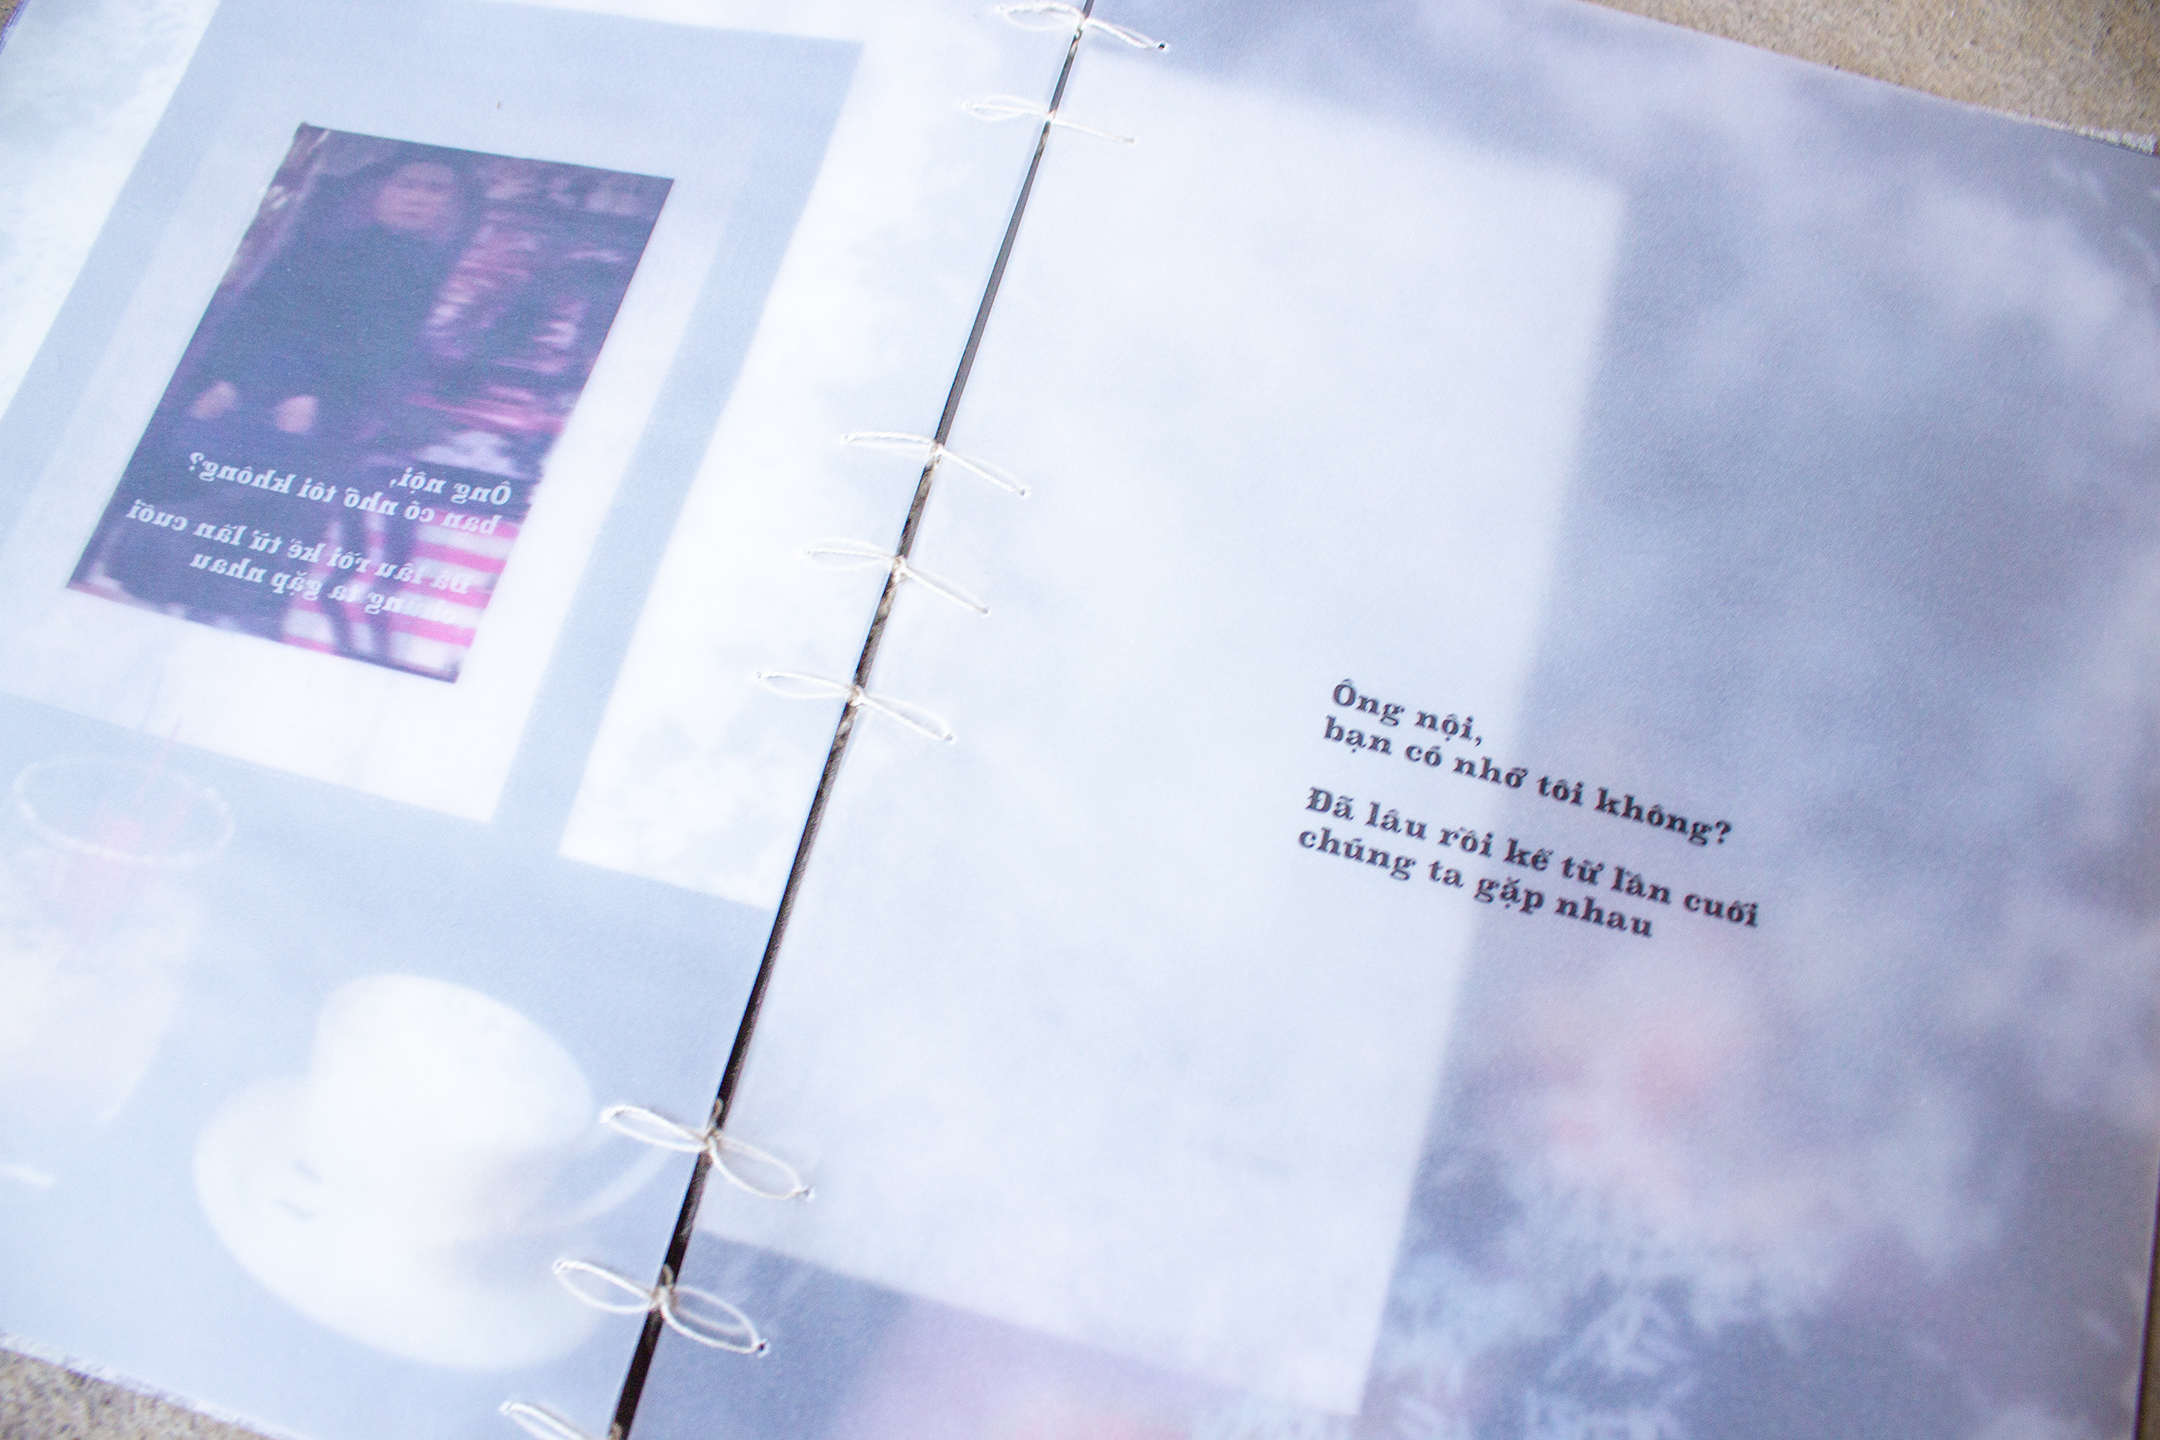 Ông nội,
bạn có nhớ tôi không?
Đã lâu rồi kể từ lần cuối
chúng ta gặp nhau
Ông nội,
bạn có nhớ tôi không?
Đã lâu rồi kể từ lần cuối
chúng ta gặp nhau